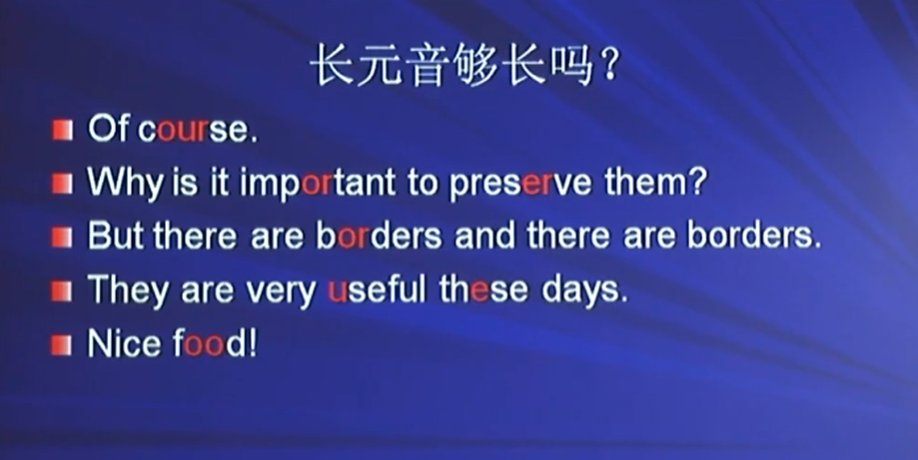 长元音够长吗？
Of course.
Why is it important to preserve them?
But there are borders and there are borders.
They are very useful these days.
Nice food!